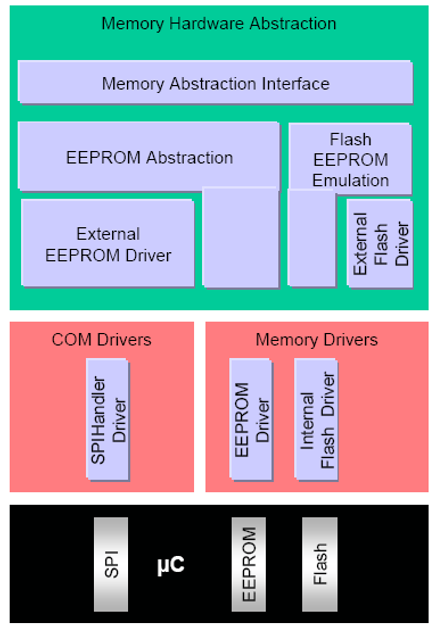 Memory Hardware Abstraction
Memory Abstraction Interface
EEPROM Abstraction
Flash
EEPROM
Emulation
External
EEPROM Driver
External
Flash
Driver
COM Drivers
Memory Drivers
SPIHandler
Driver
EEPROM
Driver
Internal
Flash Driver
SPI
µC
EEPROM
Flash